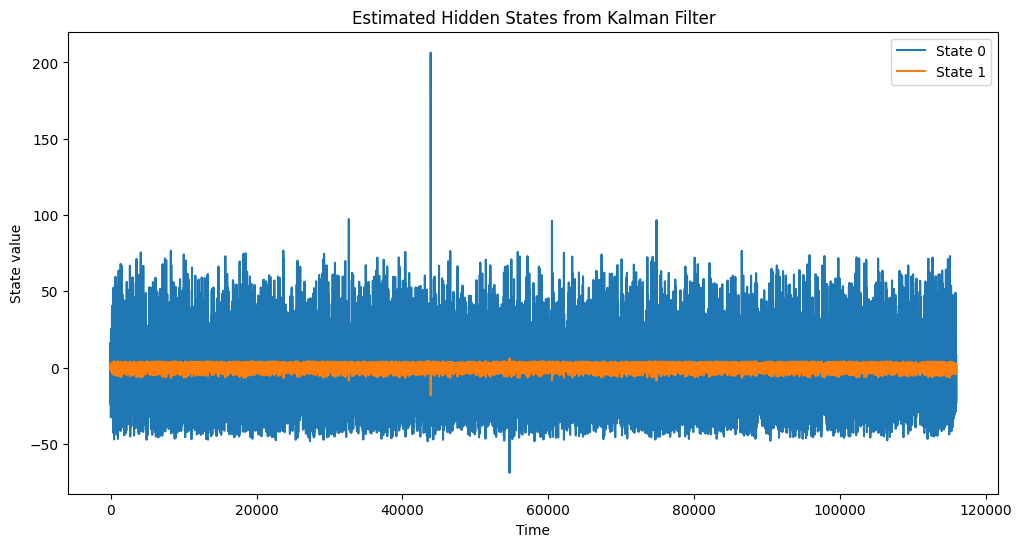 Estimated Hidden States from Kalman Filter
State 0
State 1
State value
200
150
100
50
0
−50
0
20000
40000
60000
80000
100000
120000
Time